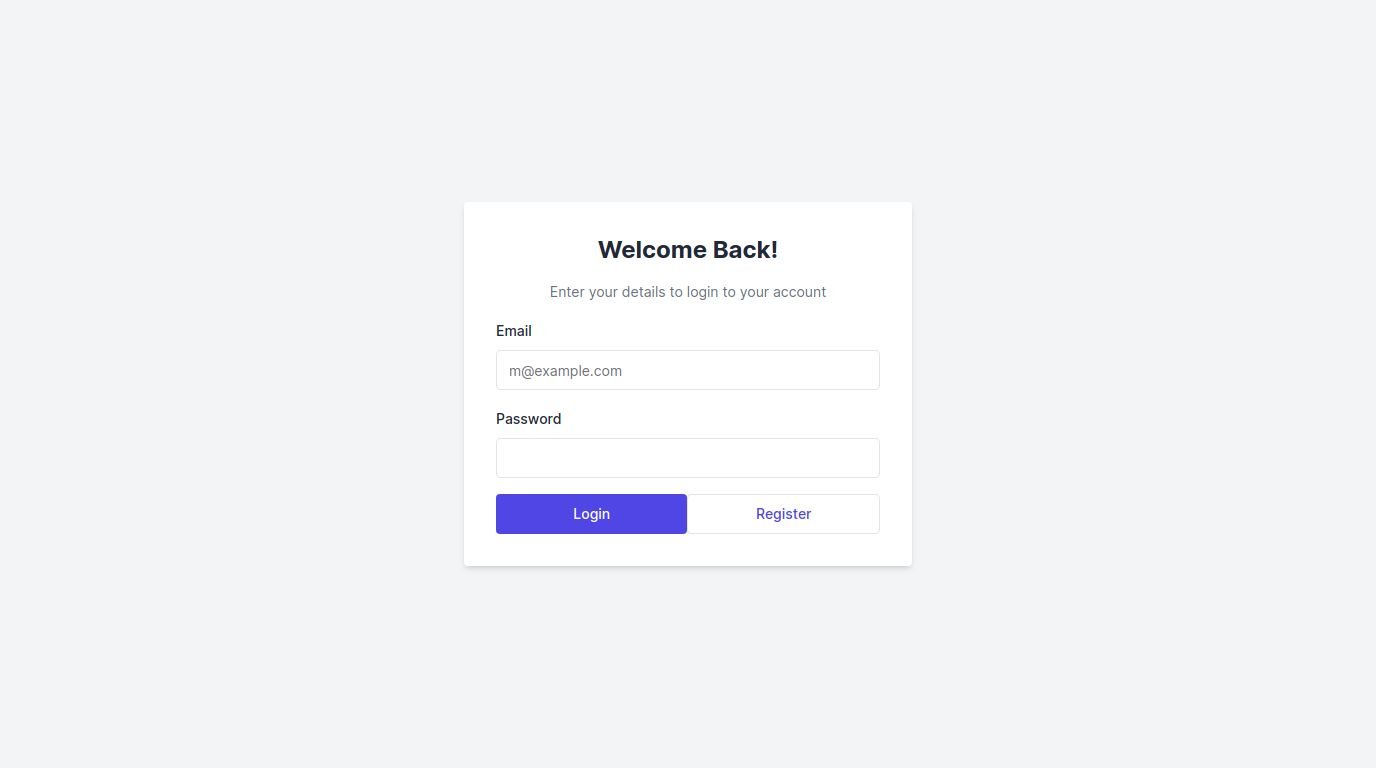 Welcome Back!
Enter your details to login to your account
Email
m@example.com
Password
Login
Register